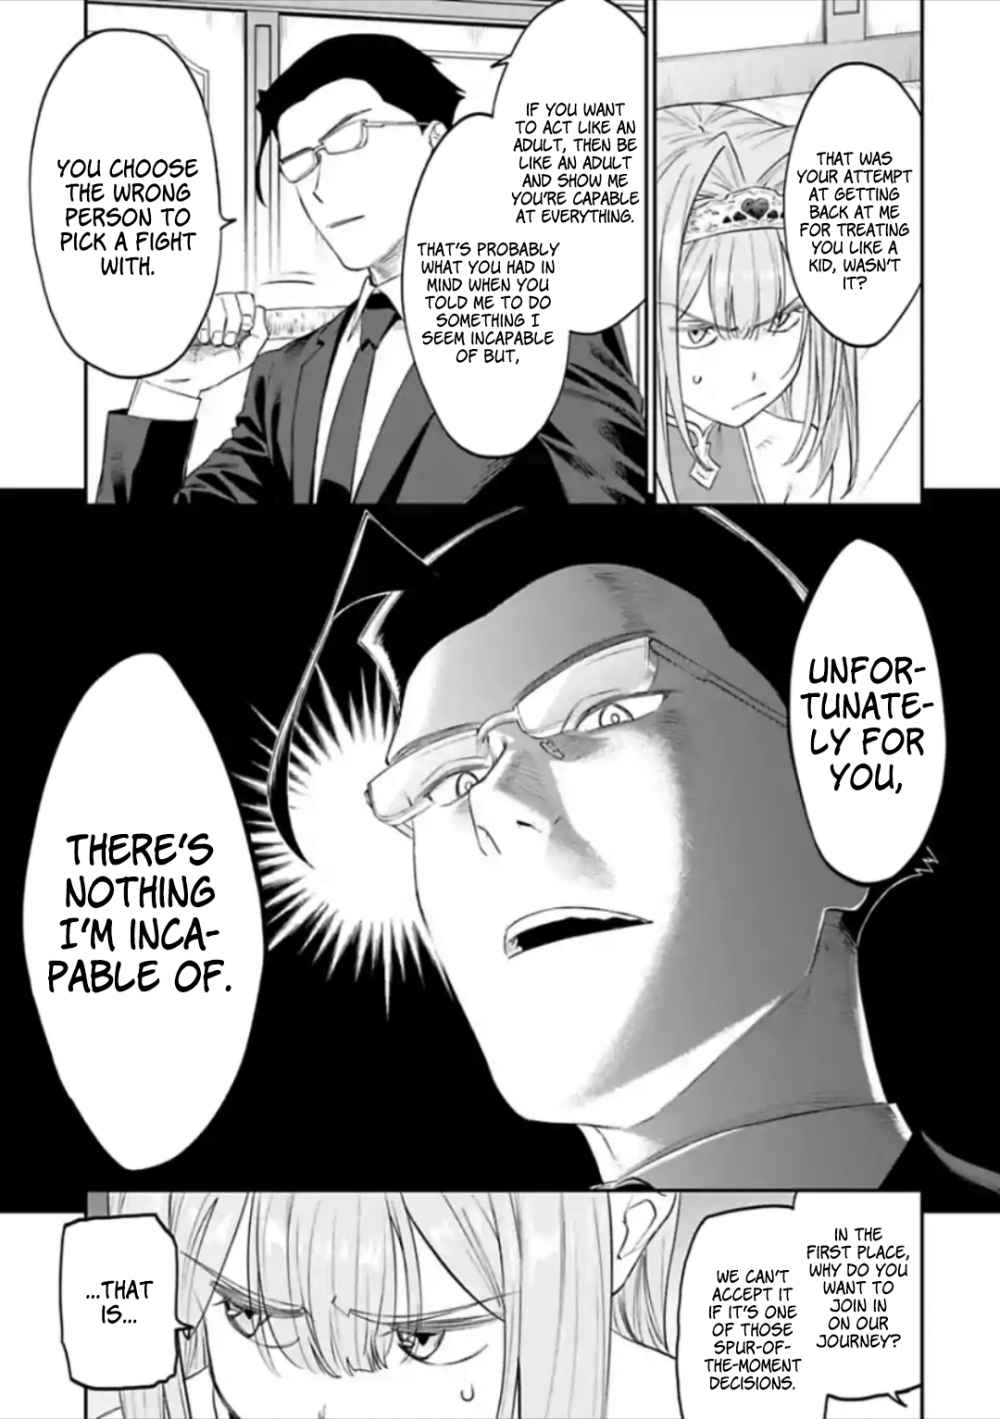 THAT WAS
YOUR ATTEMPT
AT GETTING
BACK AT ME
FOR TREATING
YOU LIKE A
KID, WASN'T
IT?
IF YOU WANT
TO ACT LIKE AN
ADULT, THEN BE
LIKE AN ADULT
AND SHOW ME
YOU'RE CAPABLE
AT EVERYTHING.
THAT'S PROBABLY
WHAT YOU HAD IN
MIND WHEN YOU
TOLD ME TO DO
SOMETHING I
SEEM INCAPABLE
OF BUT,
YOU CHOOSE
THE WRONG
PERSON TO
PICK A FIGHT
WITH.
UNFOR-
TUNATE-
LY FOR
YOU,
THERE'S
NOTHING
I'M INCA-
PABLE OF.
IN THE
FIRST PLACE,
WHY DO YOU
WANT TO
JOIN IN
ON OUR
JOURNEY?
WE CAN'T
ACCEPT IT
IF IT'S ONE
OF THOSE
SPUR-OF-
THE-MOMENT
DECISIONS.
...THAT
IS...